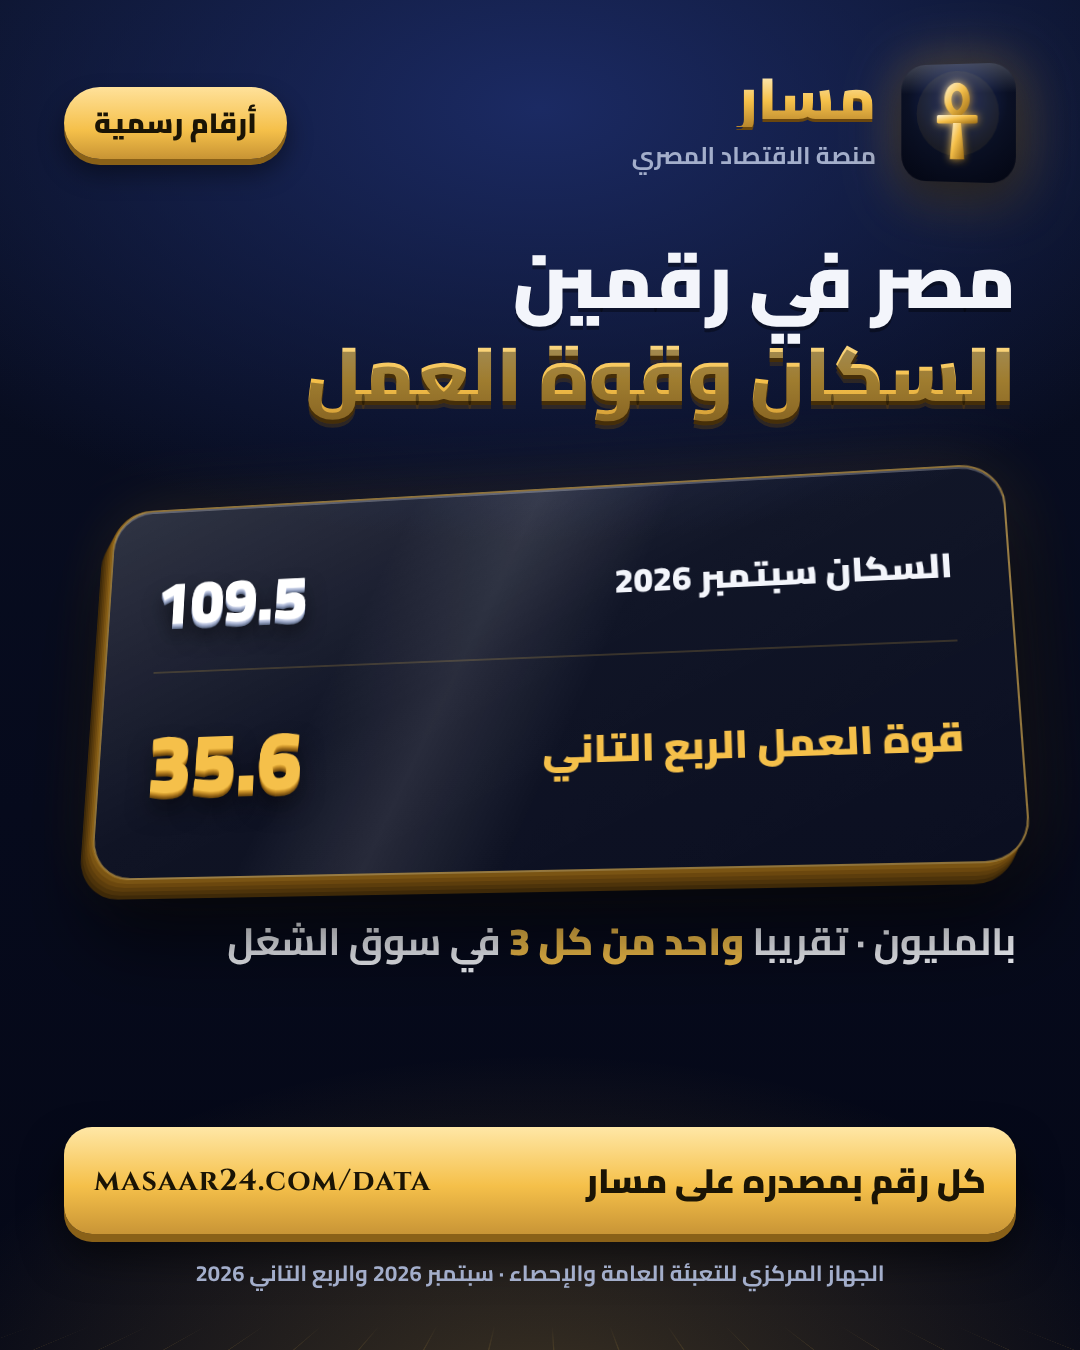 مسار
منصة الاقتصاد المصري
أرقام رسمية
مصر في رقمين
السكان وقوة العمل
السكان سبتمبر 2026
109.5
قوة العمل الربع التاني
35.6
بالمليون · تقريبا واحد من كل 3 في سوق الشغل
كل رقم بمصدره على مسار
MASAAR24.COM/DATA
الجهاز المركزي للتعبئة العامة والإحصاء · سبتمبر 2026 والربع التاني 2026